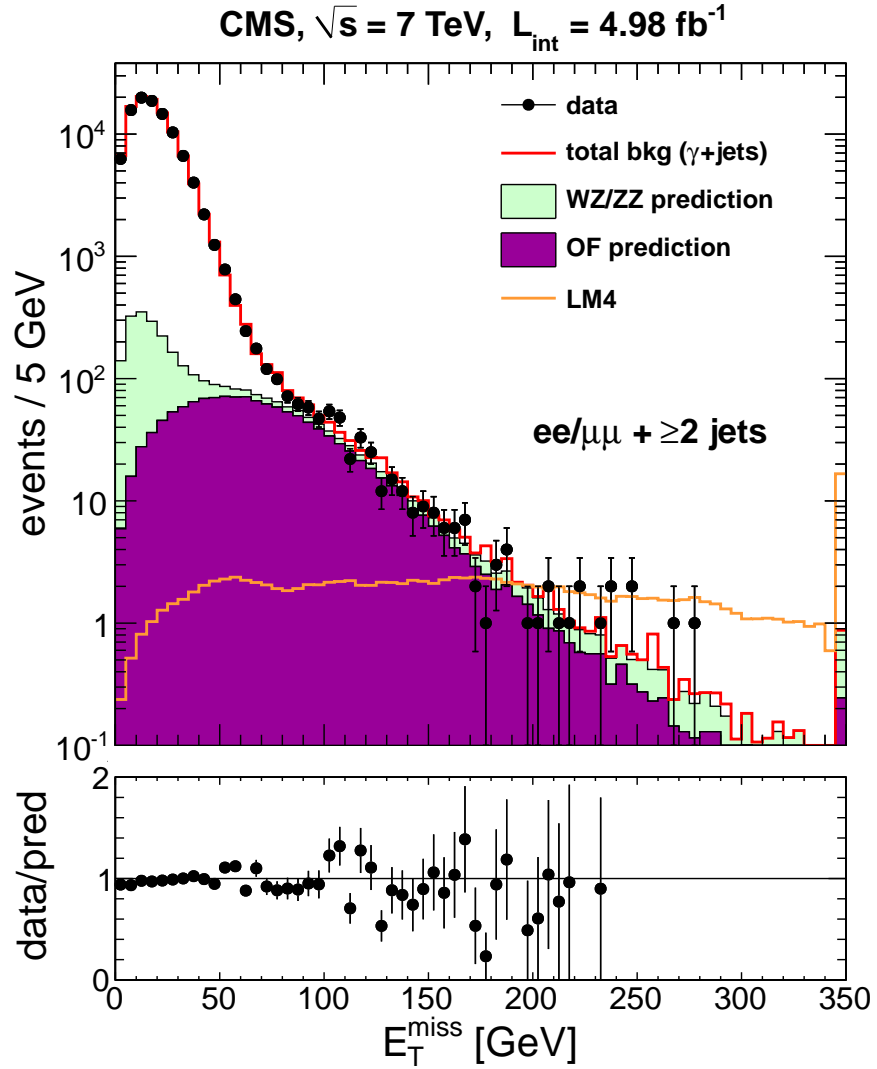 CMS, √s = 7 TeV, L_int = 4.98 fb⁻¹
data
total bkg (γ+jets)
WZ/ZZ prediction
OF prediction
LM4
ee/μμ + ≥2 jets
events / 5 GeV
10⁴
10³
10²
10
1
10⁻¹
data/pred
2
1
0
0 50 100 150 200 250 300 350
E_T^miss [GeV]